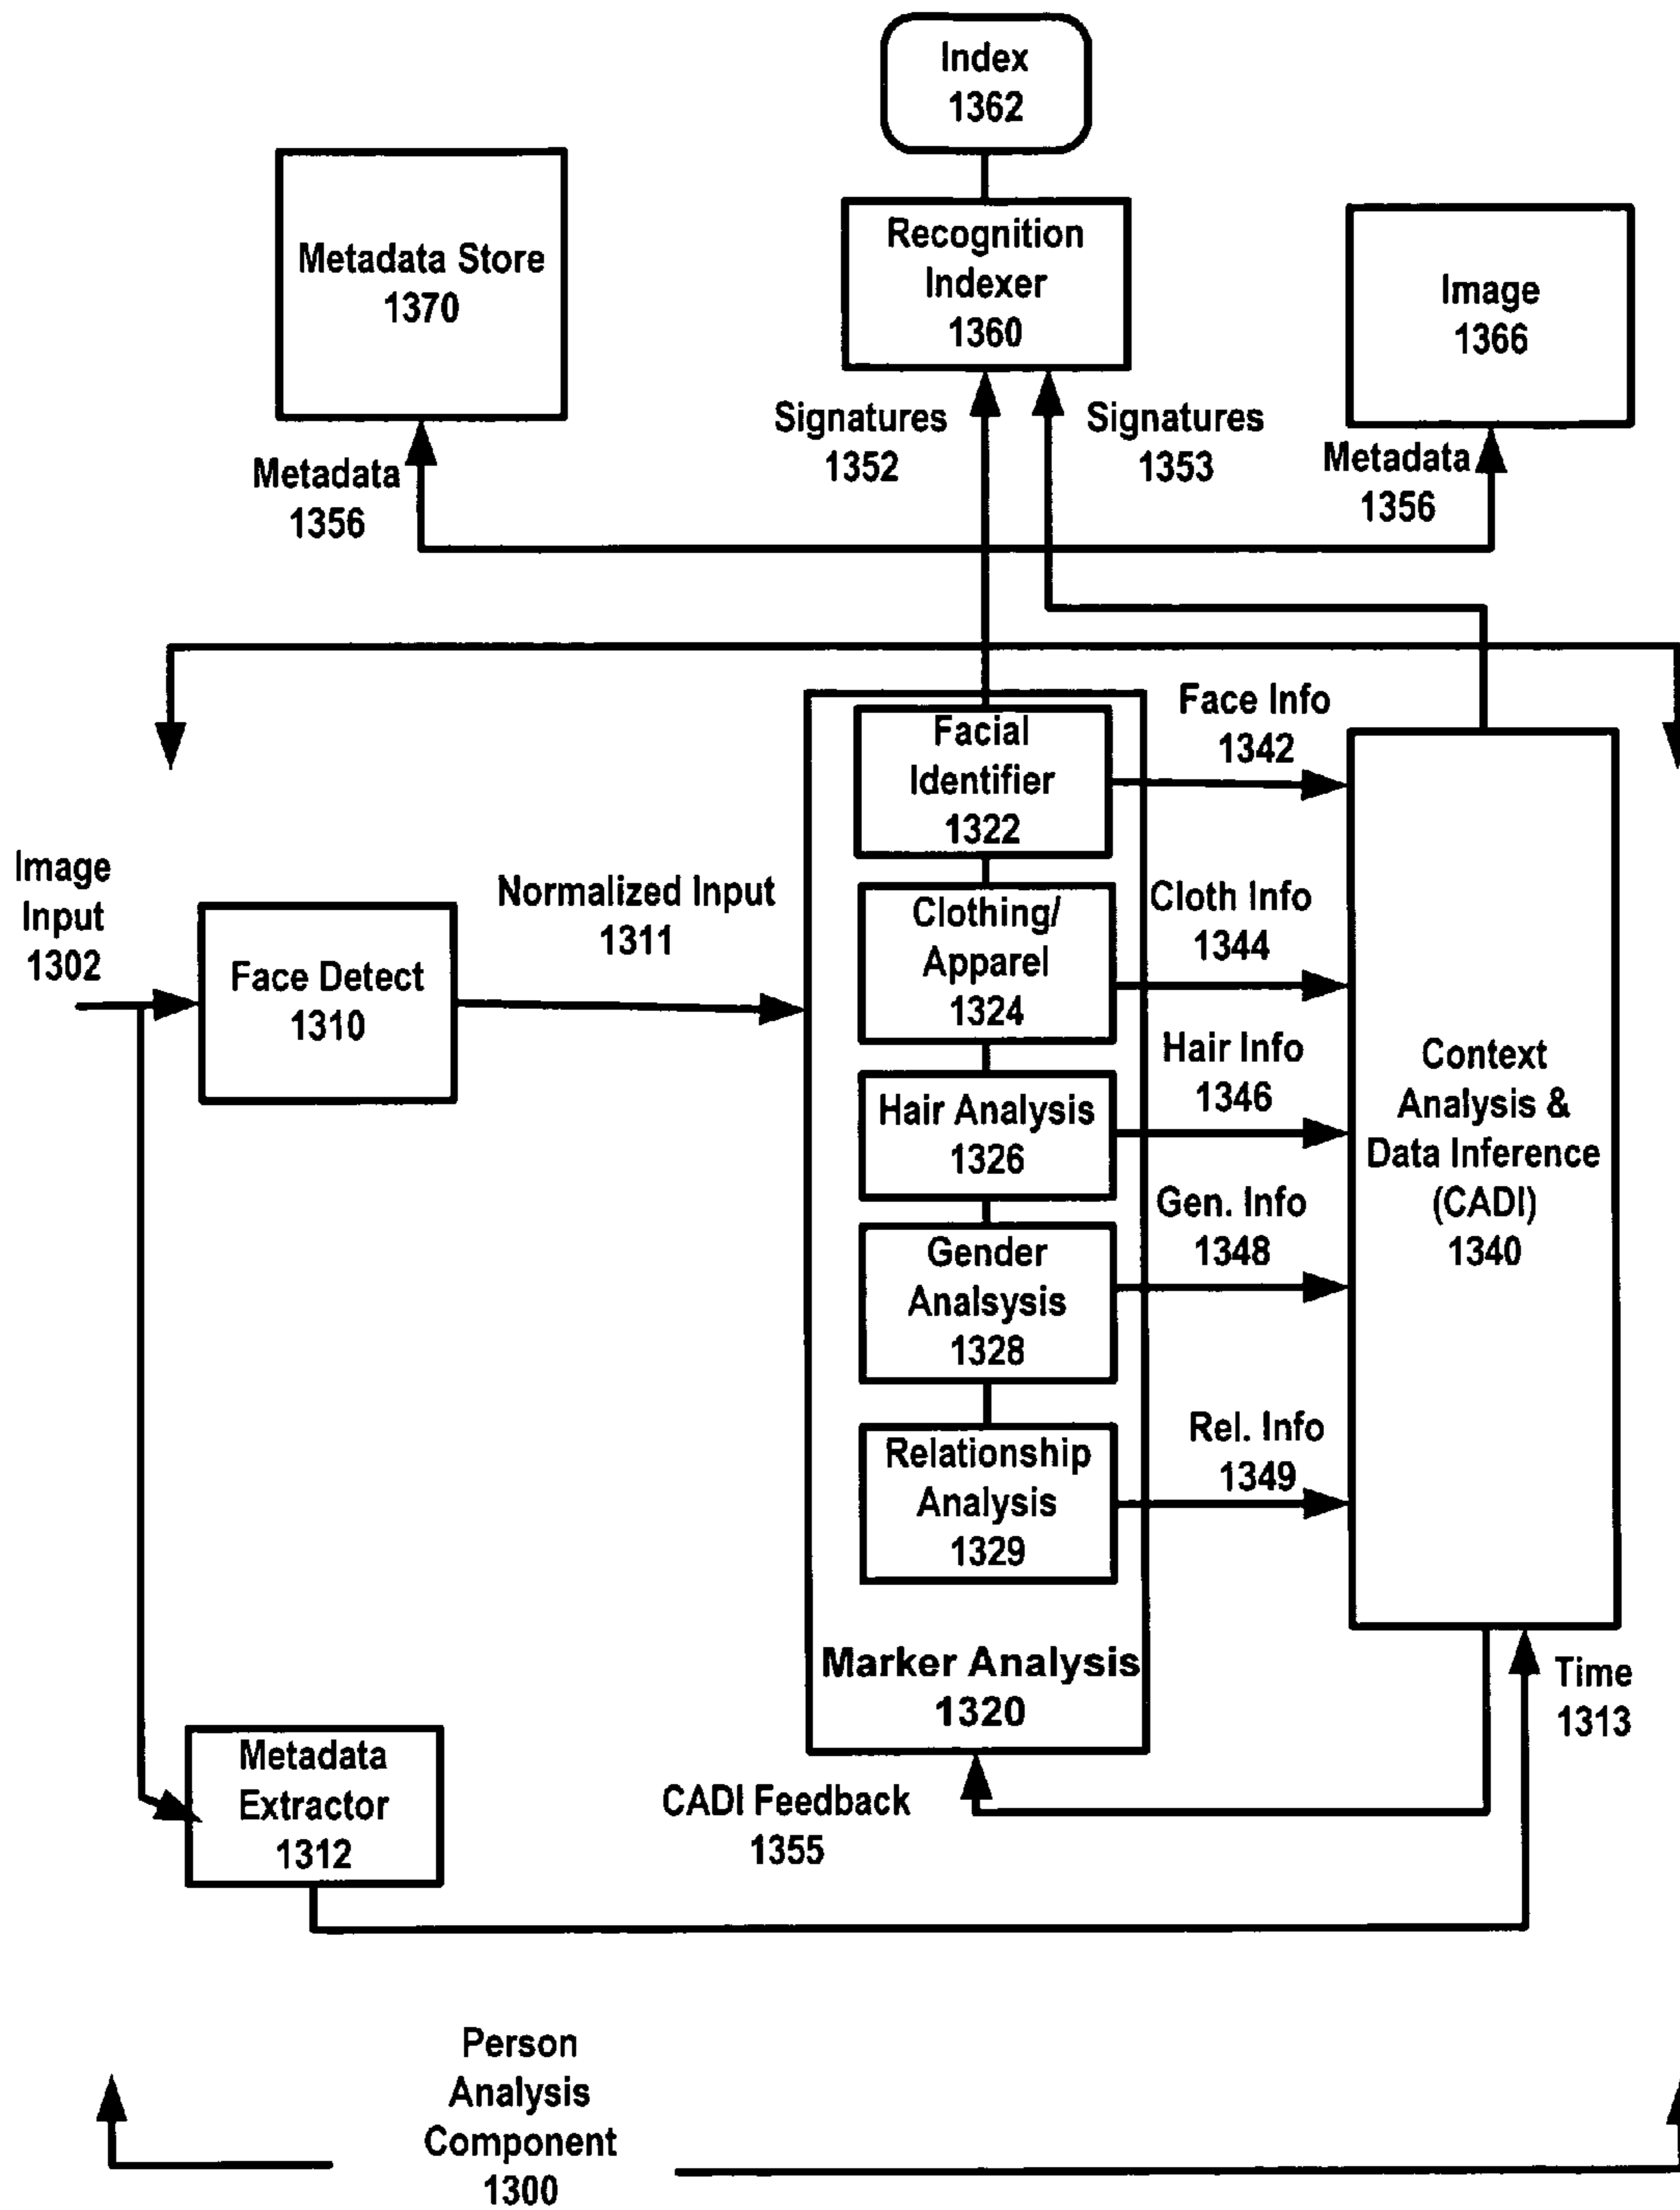 Index
1362
Metadata Store
1370
Recognition
Indexer
1360
Image
1366
Signatures
1352
Signatures
1353
Metadata
1356
Metadata
1356
Face Info
1342
Facial
Identifier
1322
Image
Input
1302
Normalized Input
1311
Cloth Info
1344
Clothing/
Apparel
1324
Face Detect
1310
Hair Info
1346
Hair Analysis
1326
Context
Analysis &
Data Inference
(CADI)
1340
Gen. Info
1348
Gender
Analsysis
1328
Rel. Info
1349
Relationship
Analysis
1329
Marker Analysis
1320
Time
1313
Metadata
Extractor
1312
CADI Feedback
1355
Person
Analysis
Component
1300